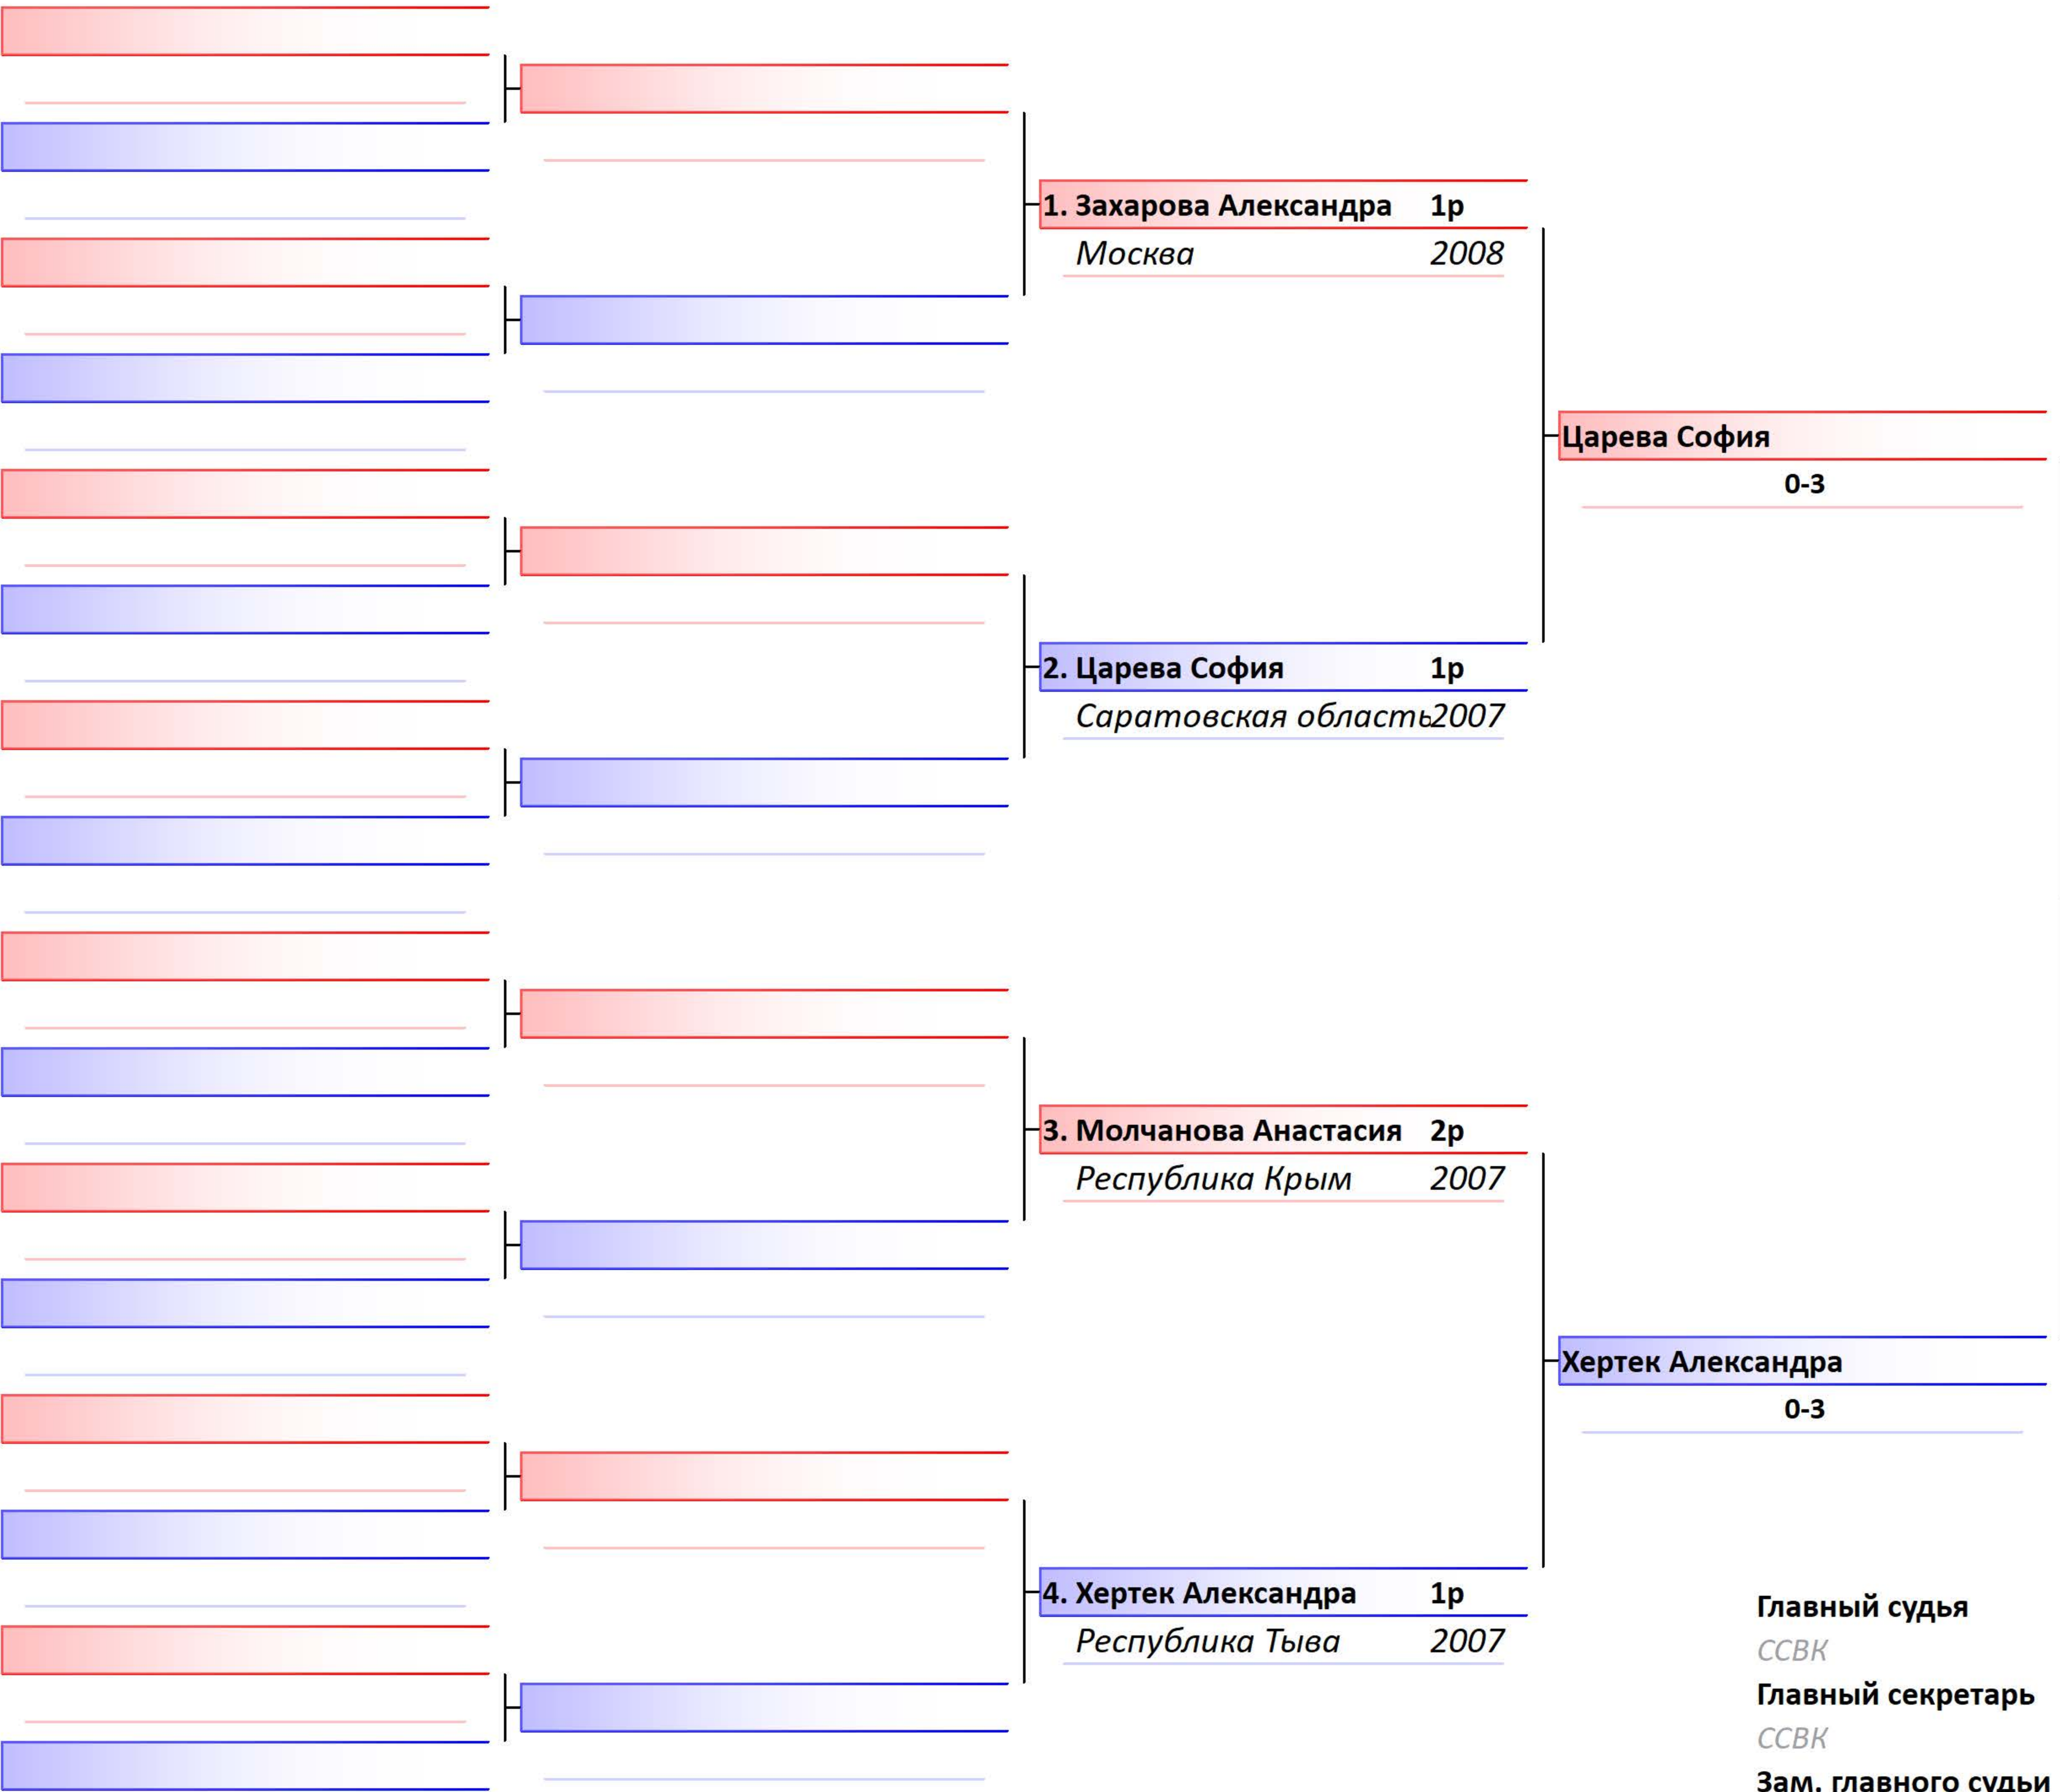 1. Захарова Александра 1р
Москва 2008
Царева София
0-3
2. Царева София 1р
Саратовская область 2007
3. Молчанова Анастасия 2р
Республика Крым 2007
Хертек Александра
0-3
4. Хертек Александра 1р
Республика Тыва 2007
Главный судья
ССВК
Главный секретарь
ССВК
Зам. главного судьи